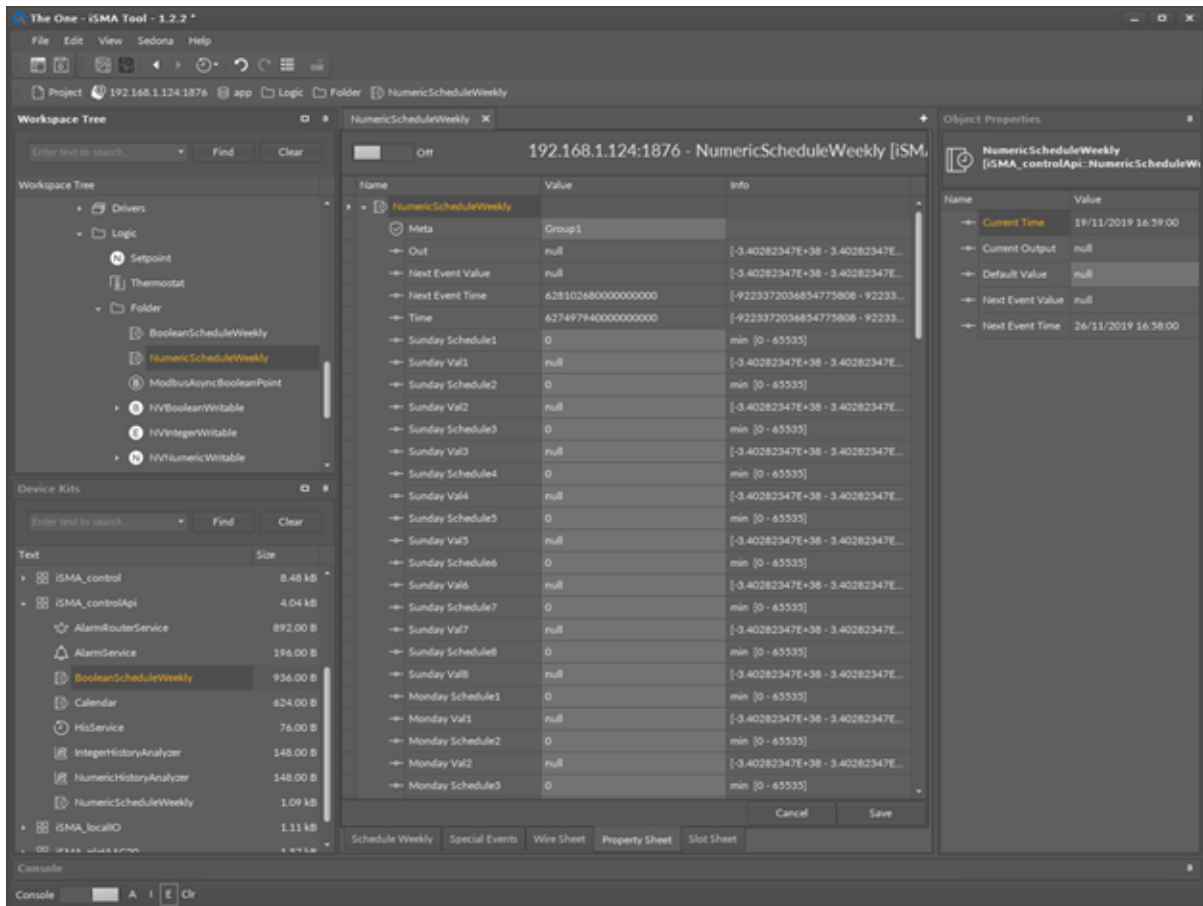 The One - iSMA Tool - 1.2.2 *
File Edit View Sedona Help
Project 192.168.1.124:1876 app Logic Folder NumericScheduleWeekly
Workspace Tree
Enter text to search... Find Clear
Workspace Tree
Drivers
Logic
Setpoint
Thermostat
Folder
BooleanScheduleWeekly
NumericScheduleWeekly
ModbusAsyncBooleanPoint
NVBooleanWritable
NVIntegerWritable
NVNumericWritable
Device Kits
Enter text to search... Find Clear
Text Size
iSMA_control 8.48 kB
iSMA_controlApi 4.04 kB
AlarmRouterService 892.00 B
AlarmService 196.00 B
BooleanScheduleWeekly 936.00 B
Calendar 624.00 B
HisService 76.00 B
IntegerHistoryAnalyzer 148.00 B
NumericHistoryAnalyzer 148.00 B
NumericScheduleWeekly 1.09 kB
iSMA_localIO 1.11 kB
NumericScheduleWeekly
Off 192.168.1.124:1876 - NumericScheduleWeekly [iSM
Name Value Info
NumericScheduleWeekly
Meta Group1
Out null [-3.40282347E+38 - 3.40282347E...
Next Event Value null [-3.40282347E+38 - 3.40282347E...
Next Event Time 628102680000000000 [-9223372036854775808 - 92233...
Time 627497940000000000 [-9223372036854775808 - 92233...
Sunday Schedule1 0 min [0 - 65535]
Sunday Val1 null [-3.40282347E+38 - 3.40282347E...
Sunday Schedule2 0 min [0 - 65535]
Sunday Val2 null [-3.40282347E+38 - 3.40282347E...
Sunday Schedule3 0 min [0 - 65535]
Sunday Val3 null [-3.40282347E+38 - 3.40282347E...
Sunday Schedule4 0 min [0 - 65535]
Sunday Val4 null [-3.40282347E+38 - 3.40282347E...
Sunday Schedule5 0 min [0 - 65535]
Sunday Val5 null [-3.40282347E+38 - 3.40282347E...
Sunday Schedule6 0 min [0 - 65535]
Sunday Val6 null [-3.40282347E+38 - 3.40282347E...
Sunday Schedule7 0 min [0 - 65535]
Sunday Val7 null [-3.40282347E+38 - 3.40282347E...
Sunday Schedule8 0 min [0 - 65535]
Sunday Val8 null [-3.40282347E+38 - 3.40282347E...
Monday Schedule1 0 min [0 - 65535]
Monday Val1 null [-3.40282347E+38 - 3.40282347E...
Monday Schedule2 0 min [0 - 65535]
Monday Val2 null [-3.40282347E+38 - 3.40282347E...
Monday Schedule3 0 min [0 - 65535]
Cancel Save
Schedule Weekly Special Events Wire Sheet Property Sheet Slot Sheet
Object Properties
NumericScheduleWeekly
[iSMA_controlApi::NumericScheduleWe
Name Value
Current Time 19/11/2019 16:59:00
Current Output null
Default Value null
Next Event Value null
Next Event Time 26/11/2019 16:58:00
Console
Console A I E Clr